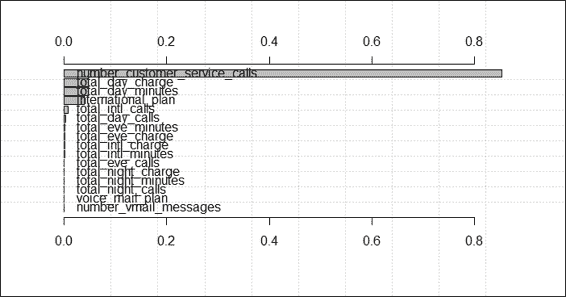 0.0 0.2 0.4 0.6 0.8
number_customer_service_calls
total_day_charge
total_day_minutes
international_plan
total_intl_calls
total_day_calls
total_eve_minutes
total_eve_charge
total_intl_charge
total_intl_minutes
total_eve_calls
total_night_charge
total_night_minutes
total_night_calls
voice_mail_plan
number_vmail_messages
0.0 0.2 0.4 0.6 0.8